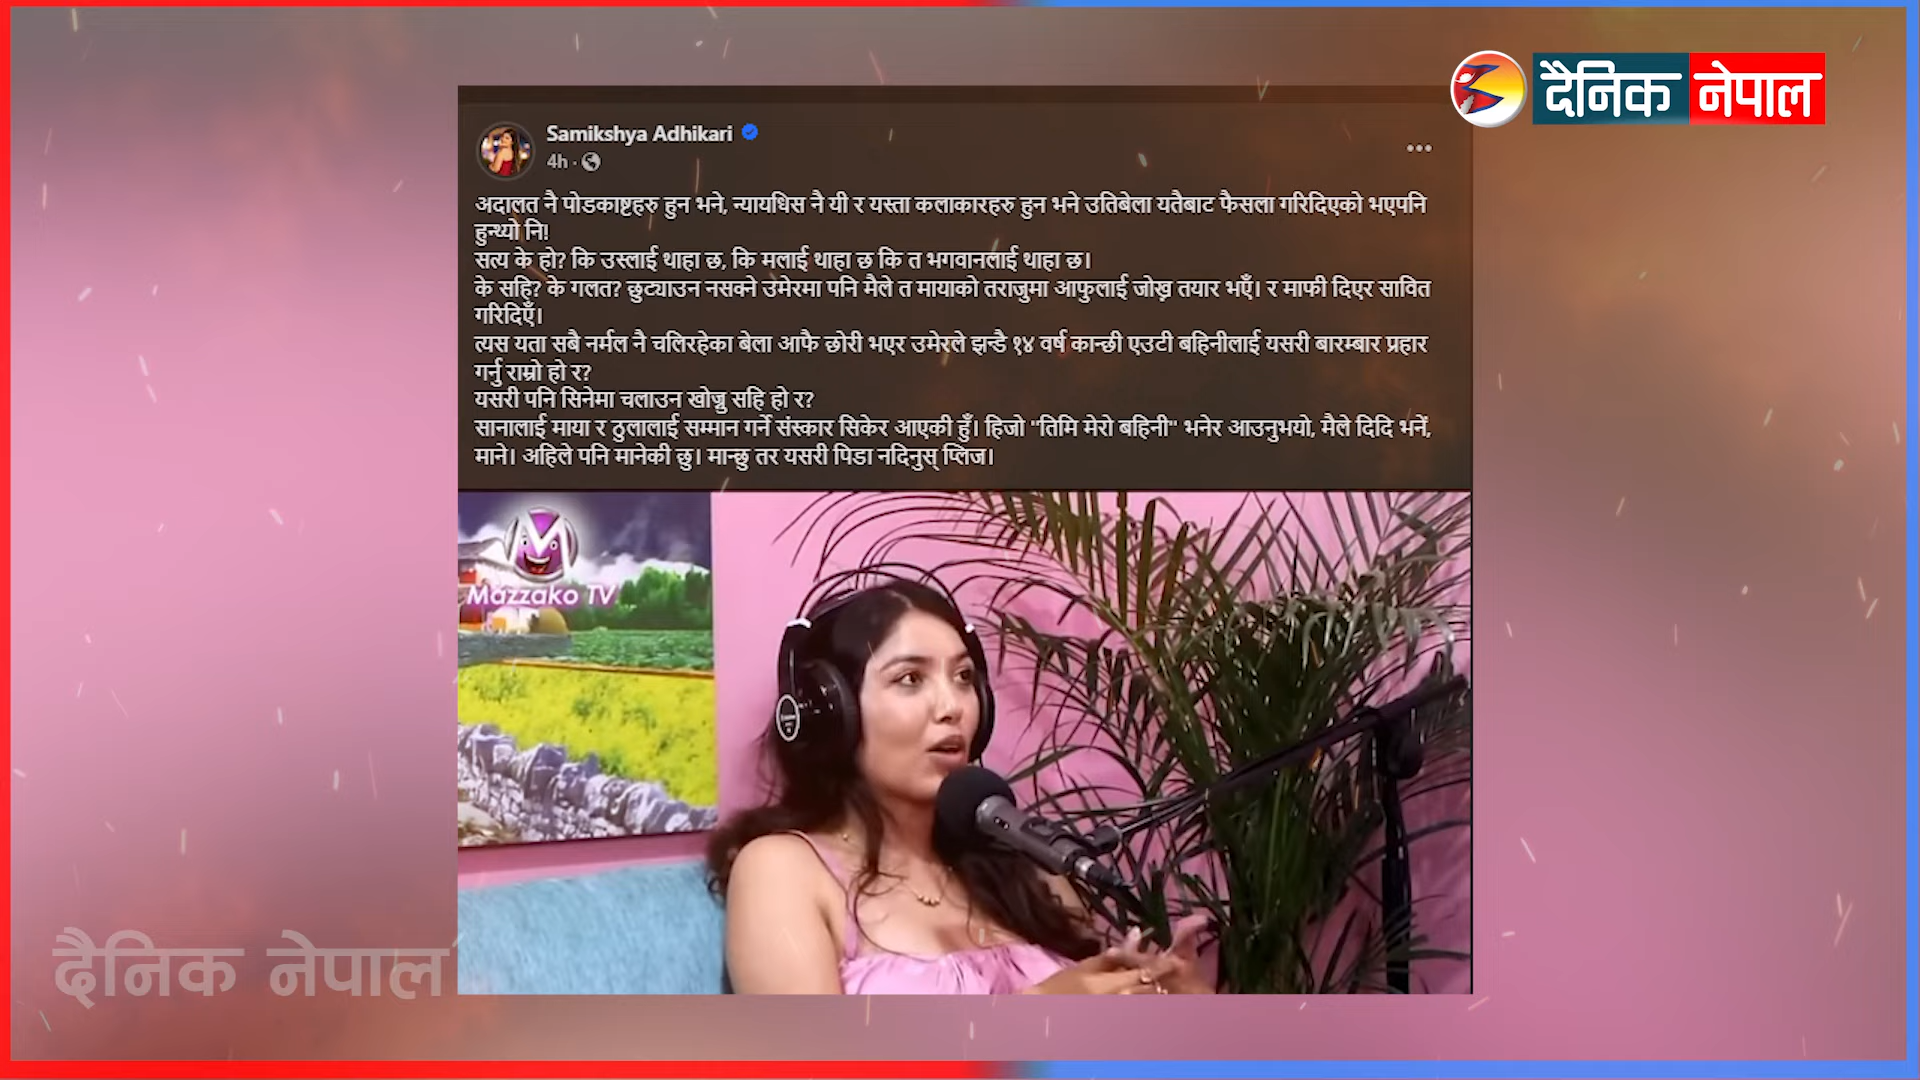 दैनिक नेपाल
Samikshya Adhikari
4h ·
अदालत नै पोडकाष्टहरु हुन भने, न्यायधिस नै यी र यस्ता कलाकारहरु हुन भने उतिबेला यतैबाट फैसला गरिदिएको भएपनि
हुन्थ्यो नि!
सत्य के हो? कि उस्लाई थाहा छ, कि मलाई थाहा छ कि त भगवानलाई थाहा छ।
के सहि? के गलत? छुट्याउन नसक्ने उमेरमा पनि मैले त मायाको तराजुमा आफुलाई जोख्न तयार भएँ। र माफी दिएर सावित
गरिदिएँ।
त्यस यता सबै नर्मल नै चलिरहेका बेला आफै छोरी भएर उमेरले झन्डै १४ वर्ष कान्छी एउटी बहिनीलाई यसरी बारम्बार प्रहार
गर्नु राम्रो हो र?
यसरी पनि सिनेमा चलाउन खोज्नु सहि हो र?
सानालाई माया र ठुलालाई सम्मान गर्ने संस्कार सिकेर आएकी हुँ। हिजो "तिमि मेरो बहिनी" भनेर आउनुभयो, मैले दिदि भनें,
माने। अहिले पनि मानेकी छु। मान्छु तर यसरी पिडा नदिनुस् प्लिज।
M
Mazzako TV
दैनिक नेपाल